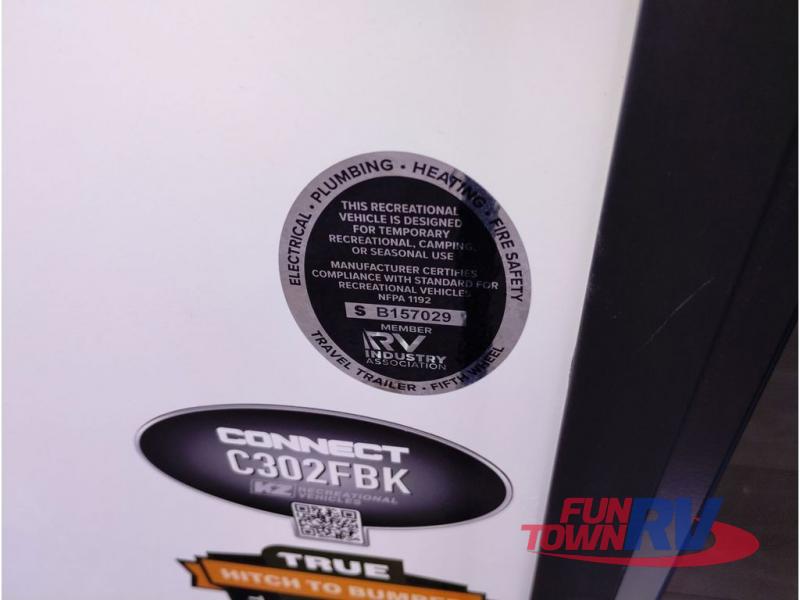 ELECTRICAL • PLUMBING • HEATING • FIRE SAFETY
THIS RECREATIONAL
VEHICLE IS DESIGNED
FOR TEMPORARY
RECREATIONAL, CAMPING,
OR SEASONAL USE
MANUFACTURER CERTIFIES
COMPLIANCE WITH STANDARD FOR
RECREATIONAL VEHICLES
NFPA 1192
S B157029
MEMBER
RV
INDUSTRY
ASSOCIATION
TRAVEL TRAILER • FIFTH WHEEL
CONNECT
C302FBK
KZ RECREATIONAL
VEHICLES
TRUE
HITCH TO BUMPER
FUN
TOWN RV